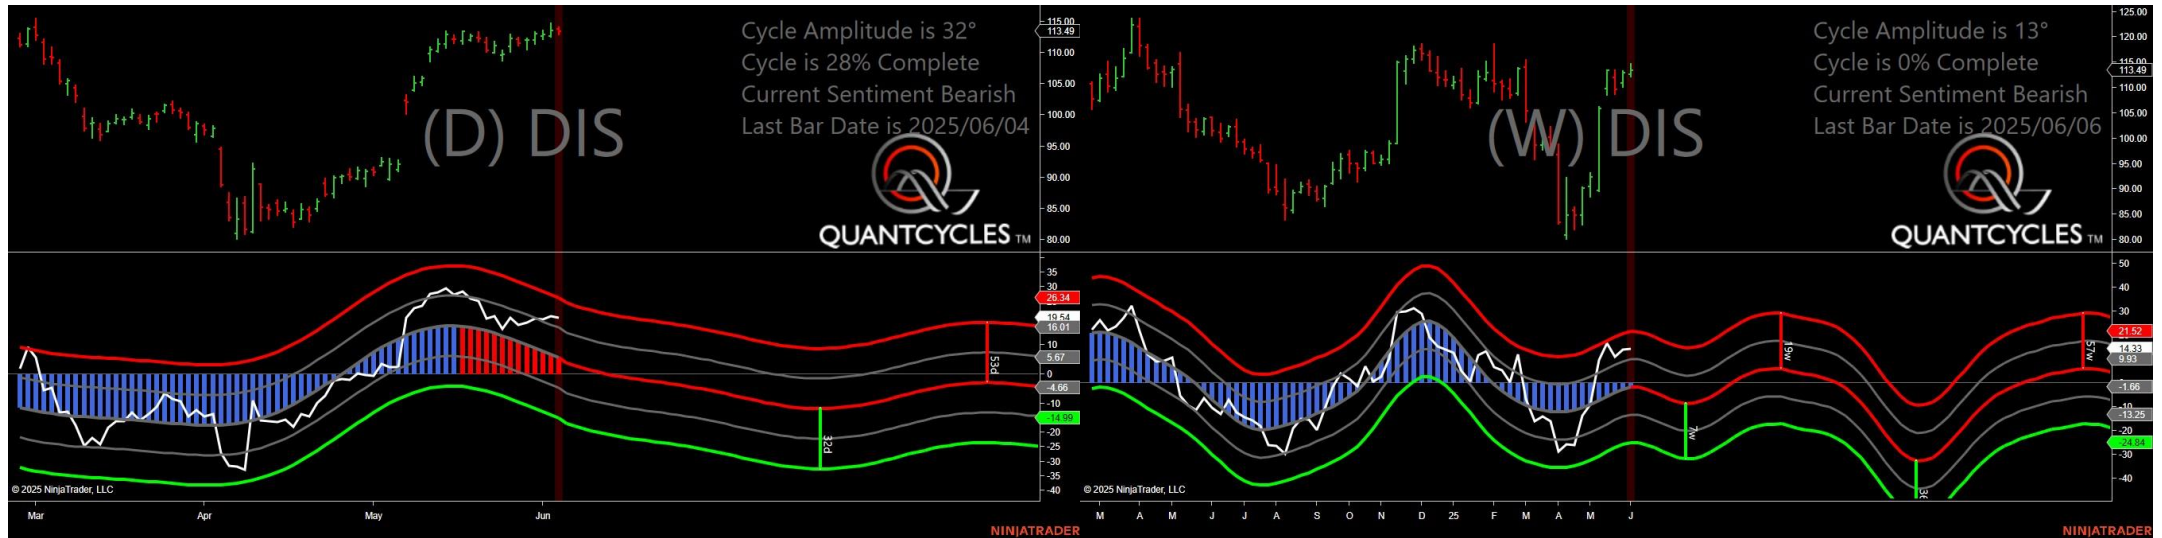 Cycle Amplitude is 32°
Cycle is 28% Complete
Current Sentiment Bearish
Last Bar Date is 2025/06/04
(D) DIS
QUANTCYCLES TM
115.00
113.49
110.00
105.00
100.00
95.00
90.00
85.00
80.00
35
30
26.34
19.54
16.01
10
5.67
0
-4.66
-10
-14.99
-20
-25
-30
-35
-40
53d
32d
© 2025 NinjaTrader, LLC
Mar Apr May Jun
NINJATRADER
Cycle Amplitude is 13°
Cycle is 0% Complete
Current Sentiment Bearish
Last Bar Date is 2025/06/06
(W) DIS
QUANTCYCLES TM
125.00
120.00
115.00
113.49
110.00
105.00
100.00
95.00
90.00
85.00
80.00
50
40
30
21.52
14.33
9.93
-1.66
-10
-13.25
-20
-24.84
-30
-40
19w
57w
7w
© 2025 NinjaTrader, LLC
M A M J J A S O N D 25 F M A M J
NINJATRADER